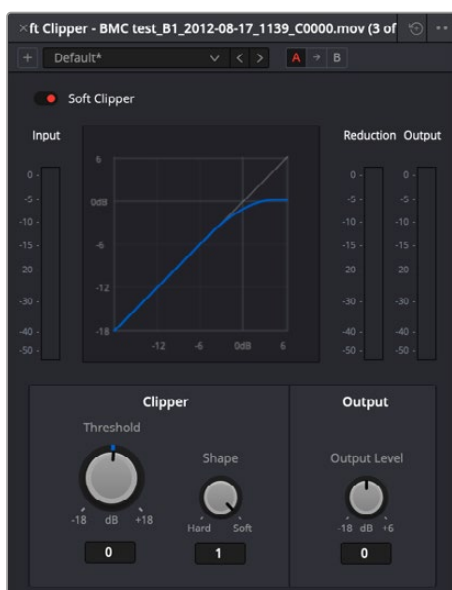 ×ft Clipper - BMC test_B1_2012-08-17_1139_C0000.mov (3 of
+ Default* < > A → B
Soft Clipper
Input Reduction Output
0 - 0 - 0 -
-5 - -5 - -5 -
-10 - -10 - -10 -
-15 - -15 - -15 -
20 20 20
-30 - -30 - -30 -
-40 - -40 - -40 -
-50 - -50 - -50 -
6
0dB
-6
-12
-18
-12 -6 0dB 6
Clipper Output
Threshold
Shape Output Level
-18 dB +18 Hard Soft -18 dB +6
0 1 0